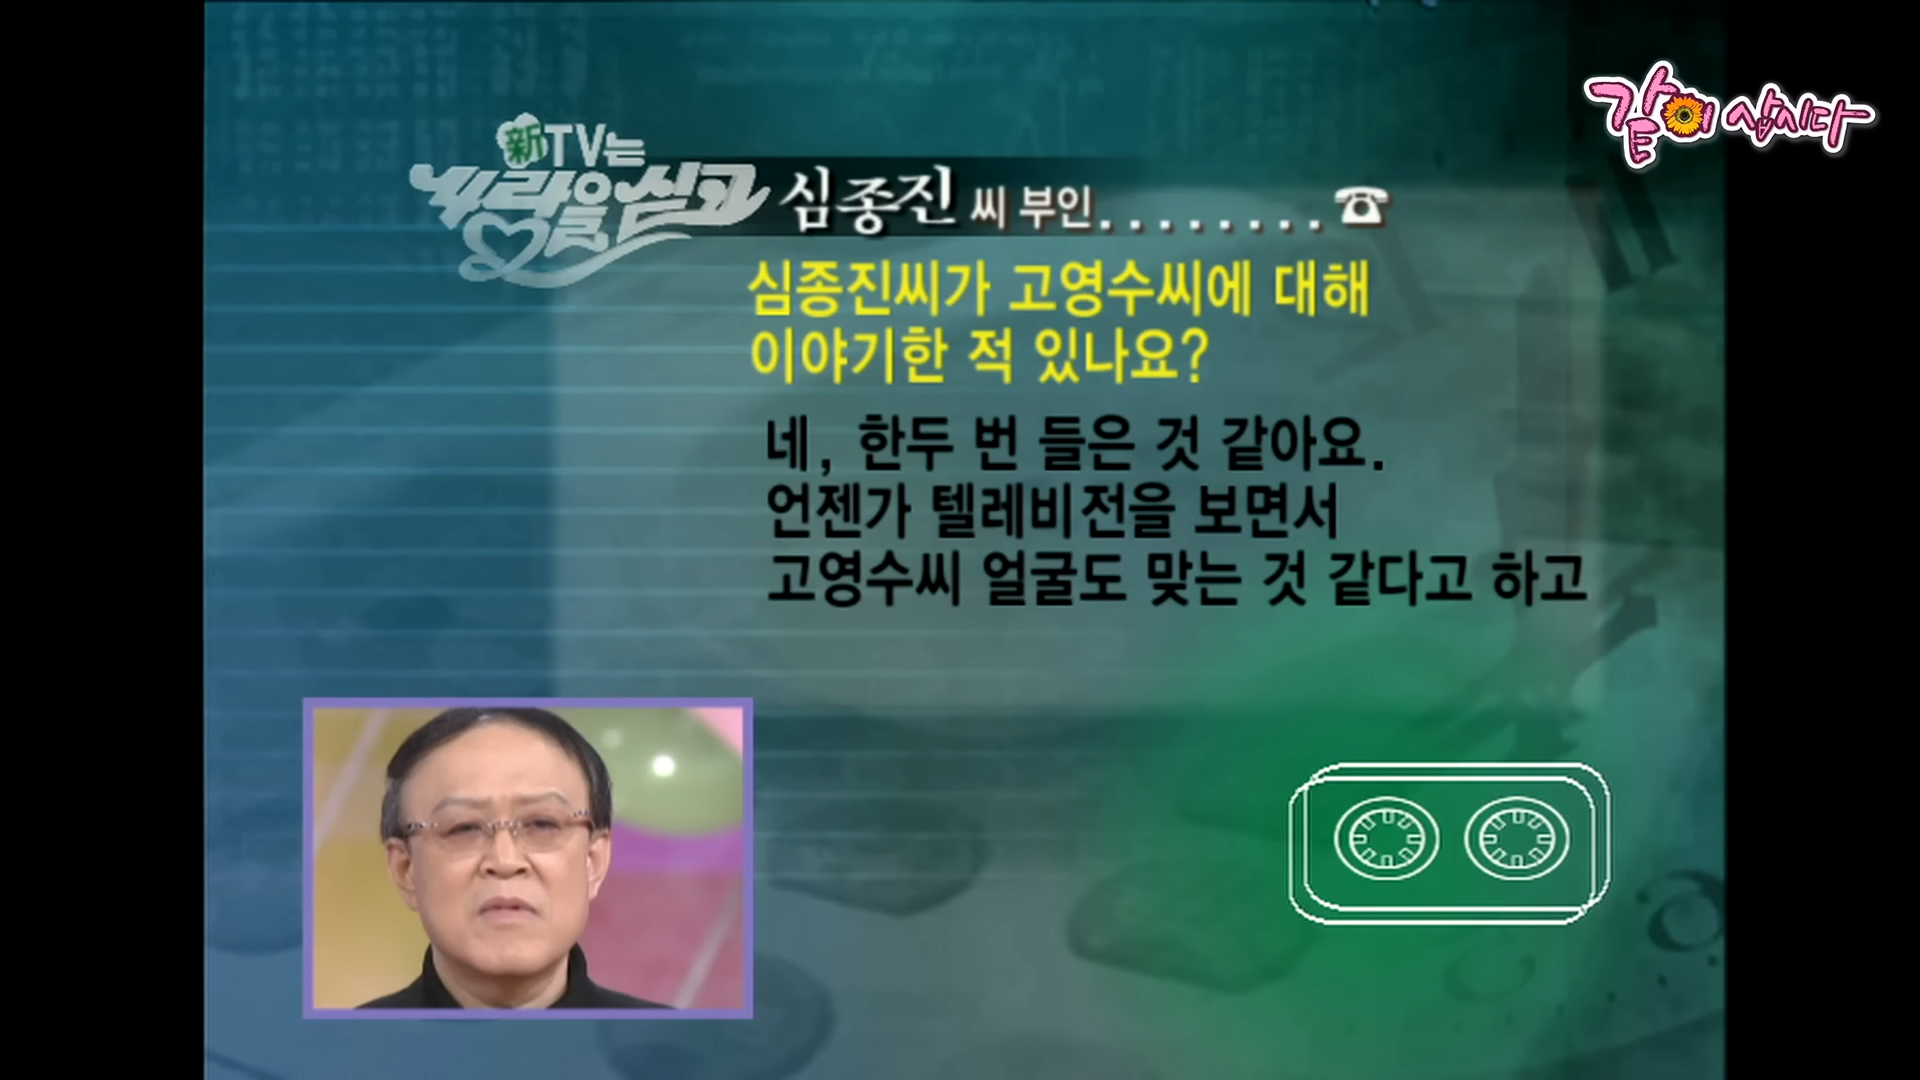 같이 삽시다
新TV는
사랑을 싣고
심종진 씨 부인........☎
심종진씨가 고영수씨에 대해
이야기한 적 있나요?
네, 한두 번 들은 것 같아요.
언젠가 텔레비전을 보면서
고영수씨 얼굴도 맞는 것 같다고 하고